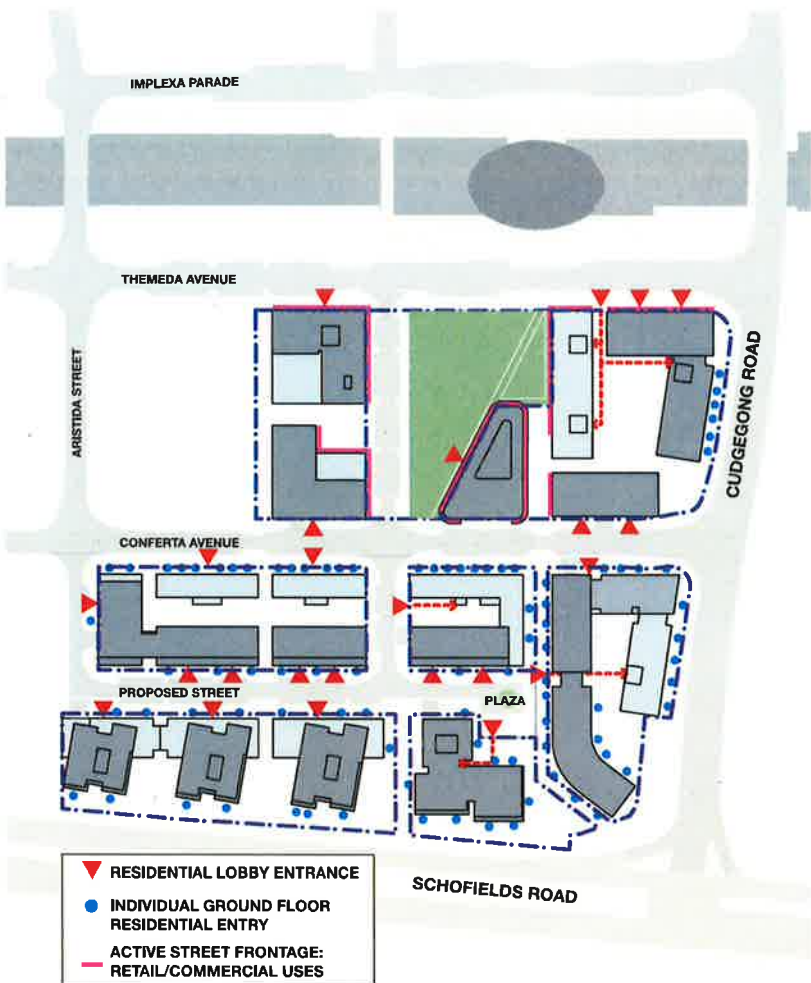 IMPLEXA PARADE
THEMEDA AVENUE
ARISTIDA STREET
CUDGEGONG ROAD
CONFERTA AVENUE
PROPOSED STREET
PLAZA
SCHOFIELDS ROAD
RESIDENTIAL LOBBY ENTRANCE
INDIVIDUAL GROUND FLOOR
RESIDENTIAL ENTRY
ACTIVE STREET FRONTAGE:
RETAIL/COMMERCIAL USES